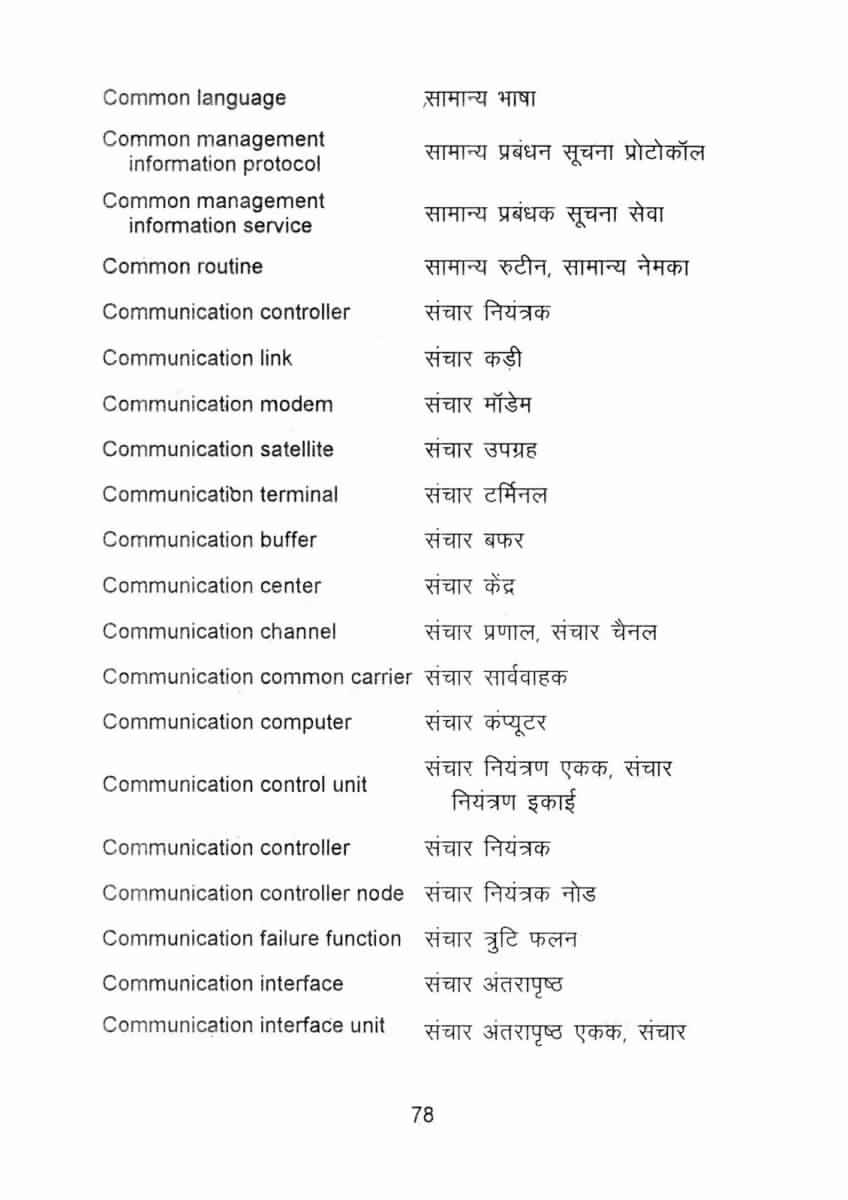 Common language सामान्य भाषा
Common management
information protocol सामान्य प्रबंधन सूचना प्रोटोकॉल
Common management
information service सामान्य प्रबंधक सूचना सेवा
Common routine सामान्य रुटीन, सामान्य नेमका
Communication controller संचार नियंत्रक
Communication link संचार कड़ी
Communication modem संचार मॉडेम
Communication satellite संचार उपग्रह
Communication terminal संचार टर्मिनल
Communication buffer संचार बफर
Communication center संचार केंद्र
Communication channel संचार प्रणाल, संचार चैनल
Communication common carrier संचार सार्ववाहक
Communication computer संचार कंप्यूटर
Communication control unit संचार नियंत्रण एकक, संचार
नियंत्रण इकाई
Communication controller संचार नियंत्रक
Communication controller node संचार नियंत्रक नोड
Communication failure function संचार त्रुटि फलन
Communication interface संचार अंतरापृष्ठ
Communication interface unit संचार अंतरापृष्ठ एकक, संचार
78